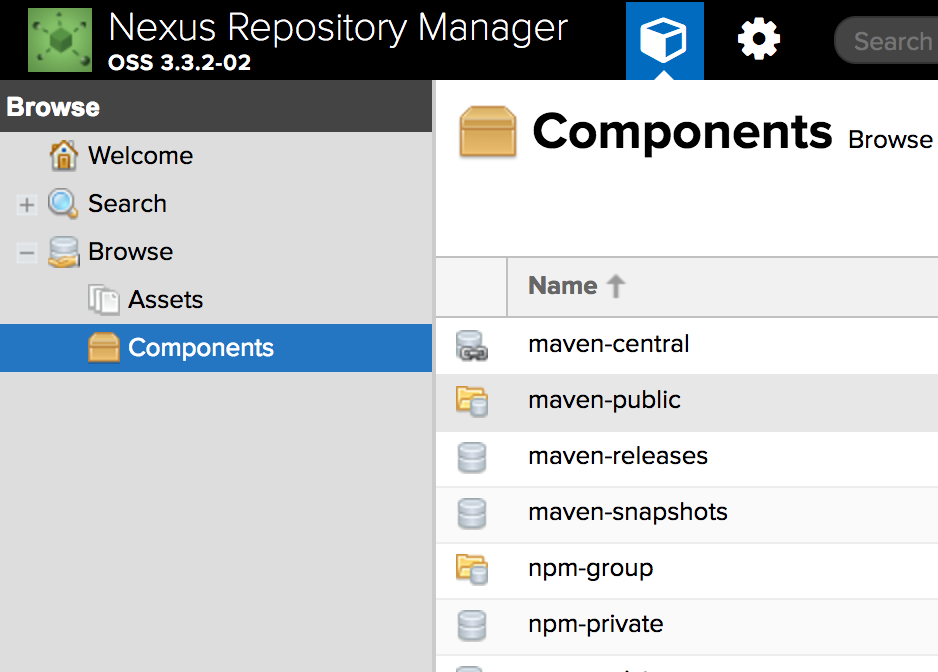 Nexus Repository Manager
OSS 3.3.2-02
Search
Browse
Welcome
Search
Browse
Assets
Components
Components Browse
Name
maven-central
maven-public
maven-releases
maven-snapshots
npm-group
npm-private